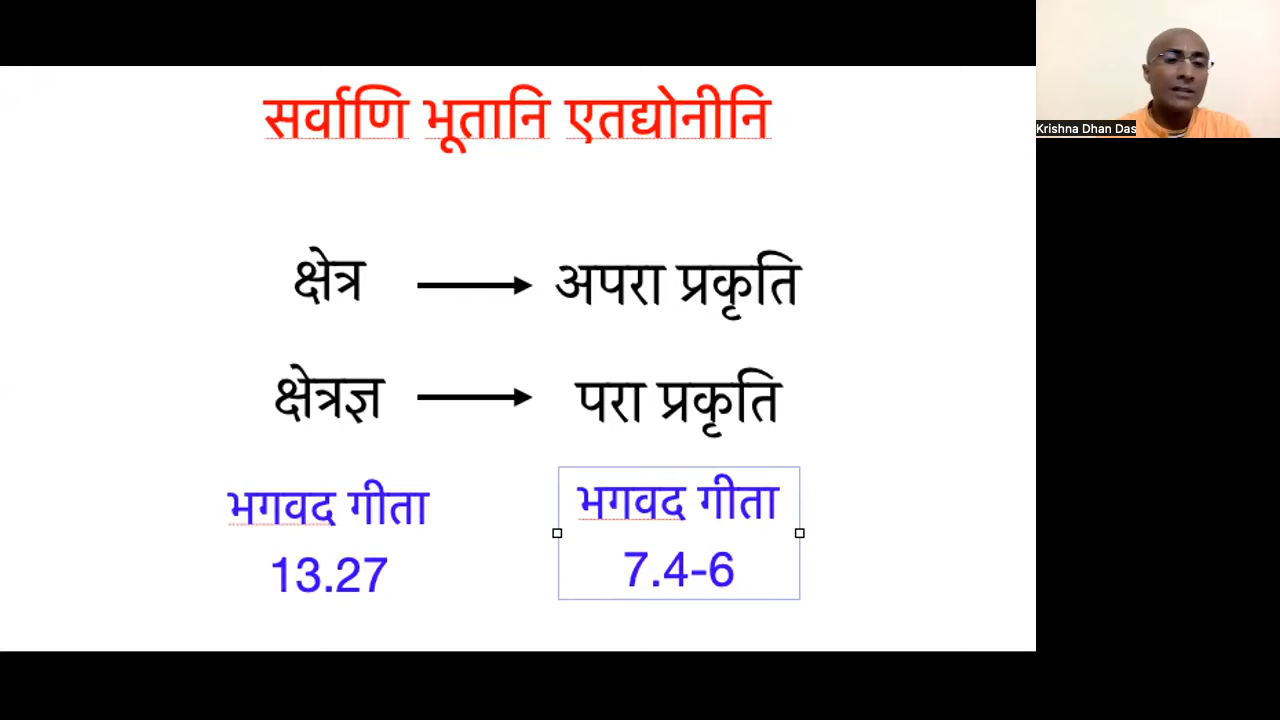 सर्वाणि भूतानि एतद्योनीनि
Krishna Dhan Das
क्षेत्र → अपरा प्रकृति
क्षेत्रज्ञ → परा प्रकृति
भगवद गीता भगवद गीता
13.27 7.4-6